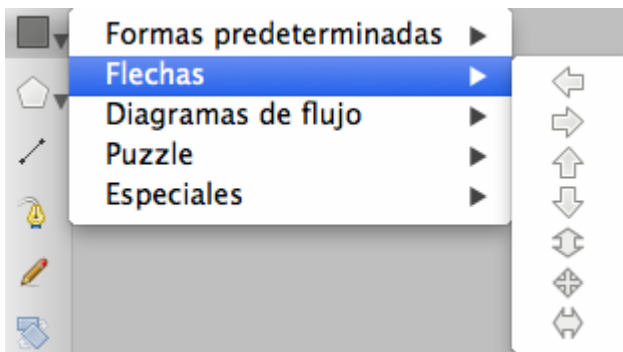 Formas predeterminadas
Flechas
Diagramas de flujo
Puzzle
Especiales